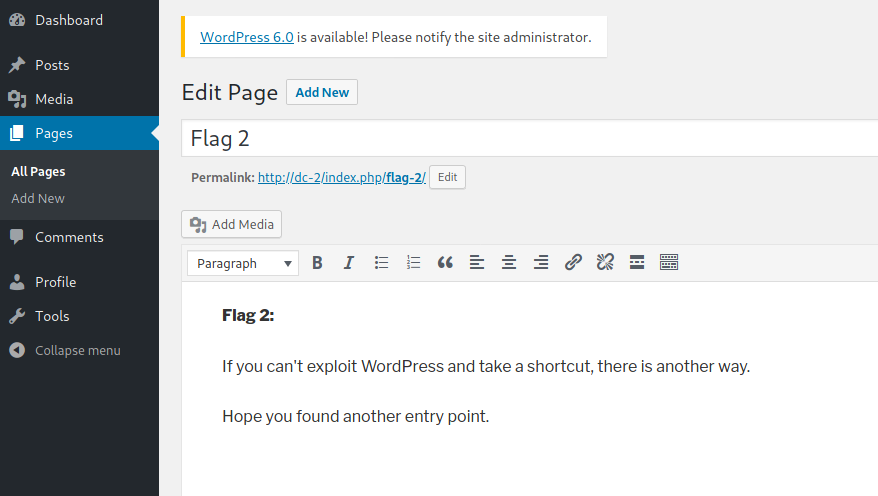 Dashboard
WordPress 6.0 is available! Please notify the site administrator.
Posts
Media
Pages
All Pages
Add New
Comments
Profile
Tools
Collapse menu
Edit Page Add New
Flag 2
Permalink: http://dc-2/index.php/flag-2/ Edit
Add Media
Paragraph B I
Flag 2:
If you can't exploit WordPress and take a shortcut, there is another way.
Hope you found another entry point.